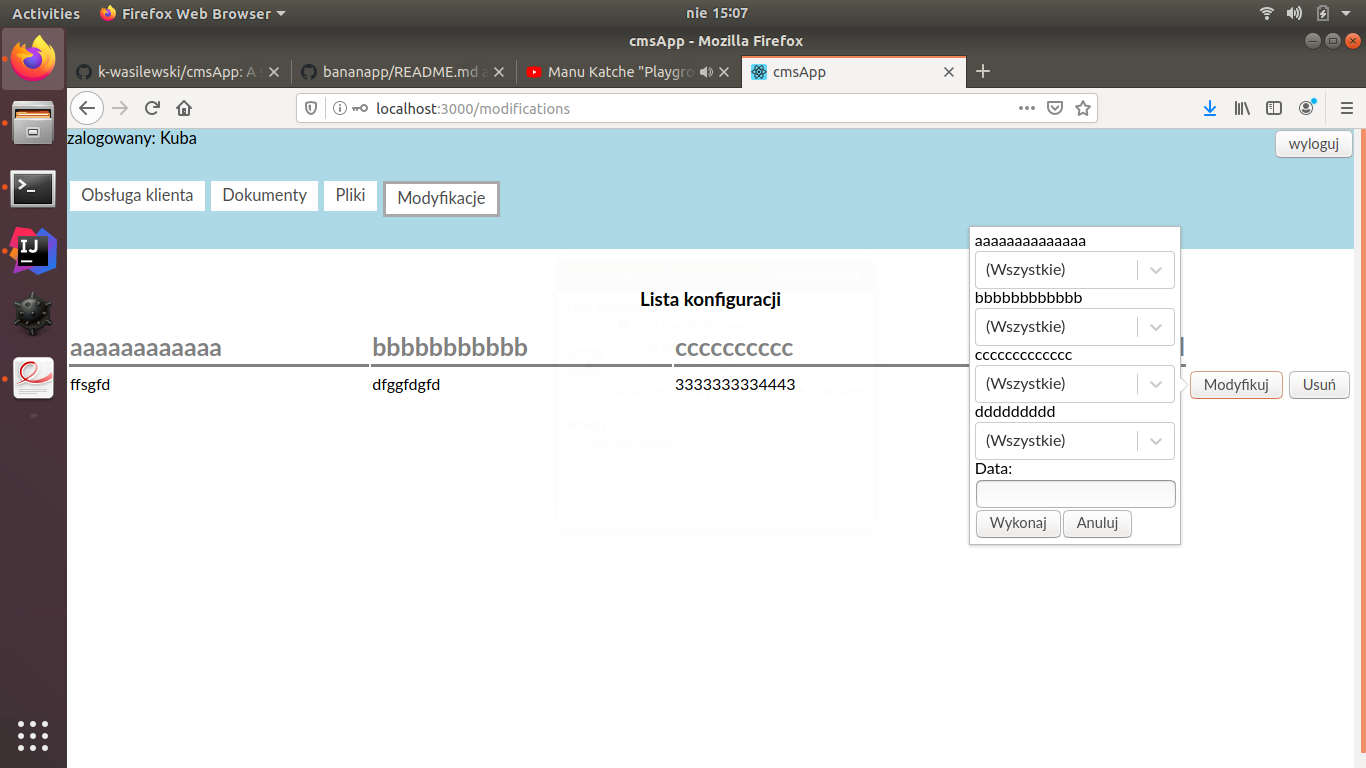 Activities Firefox Web Browser nie 15:07
cmsApp - Mozilla Firefox
k-wasilewski/cmsApp: A bananapp/README.md a Manu Katche "Playgro cmsApp
localhost:3000/modifications
zalogowany: Kuba wyloguj
Obsługa klienta Dokumenty Pliki Modyfikacje
Lista konfiguracji
aaaaaaaaaaaa bbbbbbbbbbb cccccccccc
ffsgfd dfggfdgfd 3333333334443 Modyfikuj Usuń
aaaaaaaaaaaaaa
(Wszystkie)
bbbbbbbbbbbbb
(Wszystkie)
ccccccccccccc
(Wszystkie)
dddddddddd
(Wszystkie)
Data:
Wykonaj Anuluj